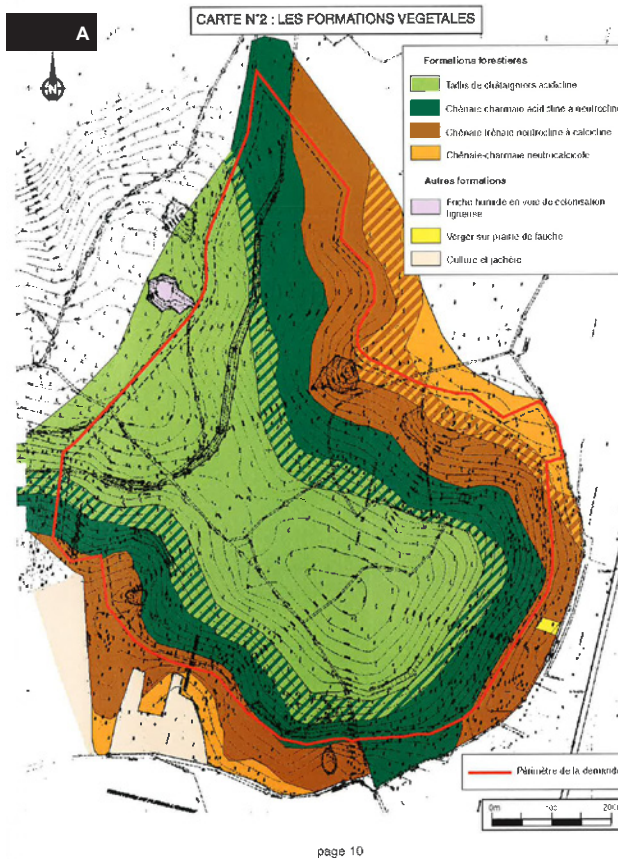 A
CARTE N°2 : LES FORMATIONS VEGETALES
N
Formations forestières
Taillis de châtaigniers acidicline
Chênaie charmaie acidicline à neutrocline
Chênaie frênaie neutrocline à calcicline
Chênaie-charmaie neutrocalcicole
Autres formations
Friche humide en voie de colonisation
ligneuse
Verger sur prairie de fauche
Culture et jachère
Périmètre de la demande
0m 100 200m
page 10